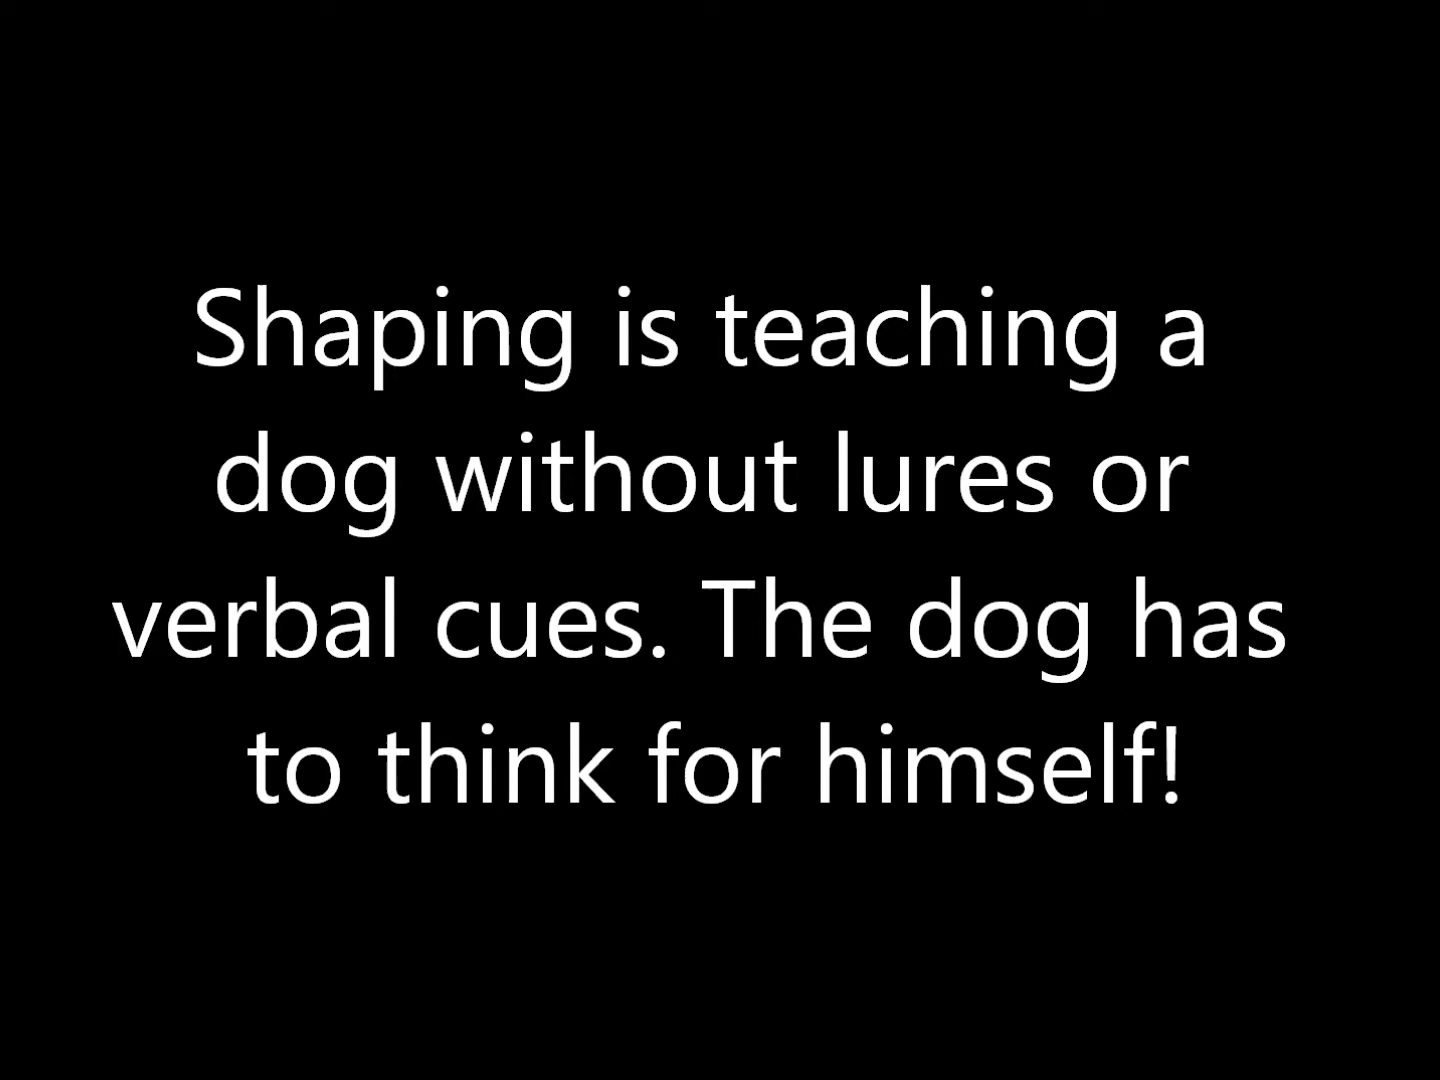 Shaping is teaching a
dog without lures or
verbal cues. The dog has
to think for himself!